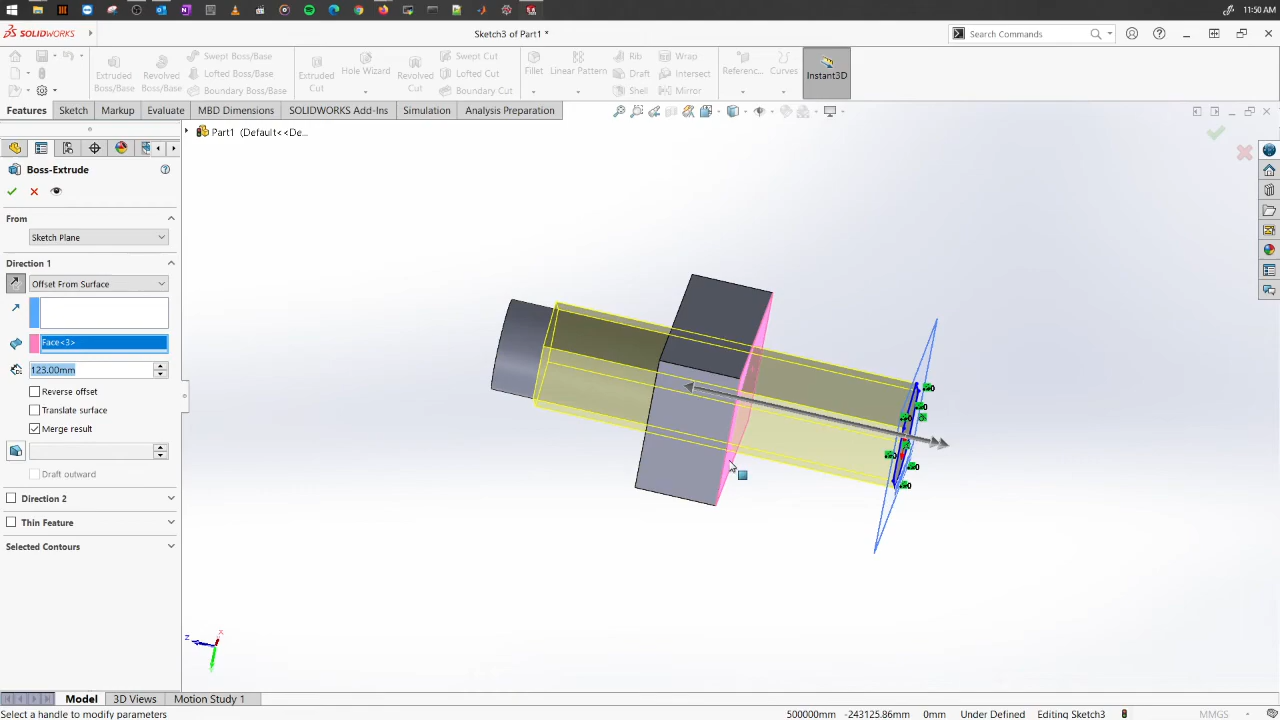 11:50 AM
SOLIDWORKS
Sketch3 of Part1 *
Search Commands
Extruded Boss/Base
Revolved Boss/Base
Swept Boss/Base
Lofted Boss/Base
Boundary Boss/Base
Extruded Cut
Hole Wizard
Revolved Cut
Swept Cut
Lofted Cut
Boundary Cut
Fillet
Linear Pattern
Rib
Draft
Shell
Wrap
Intersect
Mirror
Referenc...
Curves
Instant3D
Features
Sketch
Markup
Evaluate
MBD Dimensions
SOLIDWORKS Add-Ins
Simulation
Analysis Preparation
Part1 (Default<<De...
Boss-Extrude
From
Sketch Plane
Direction 1
Offset From Surface
Face<3>
123.00mm
Reverse offset
Translate surface
Merge result
Draft outward
Direction 2
Thin Feature
Selected Contours
Z
X
Y
Model
3D Views
Motion Study 1
Select a handle to modify parameters
500000mm
-243125.86mm
0mm
Under Defined
Editing Sketch3
MMGS